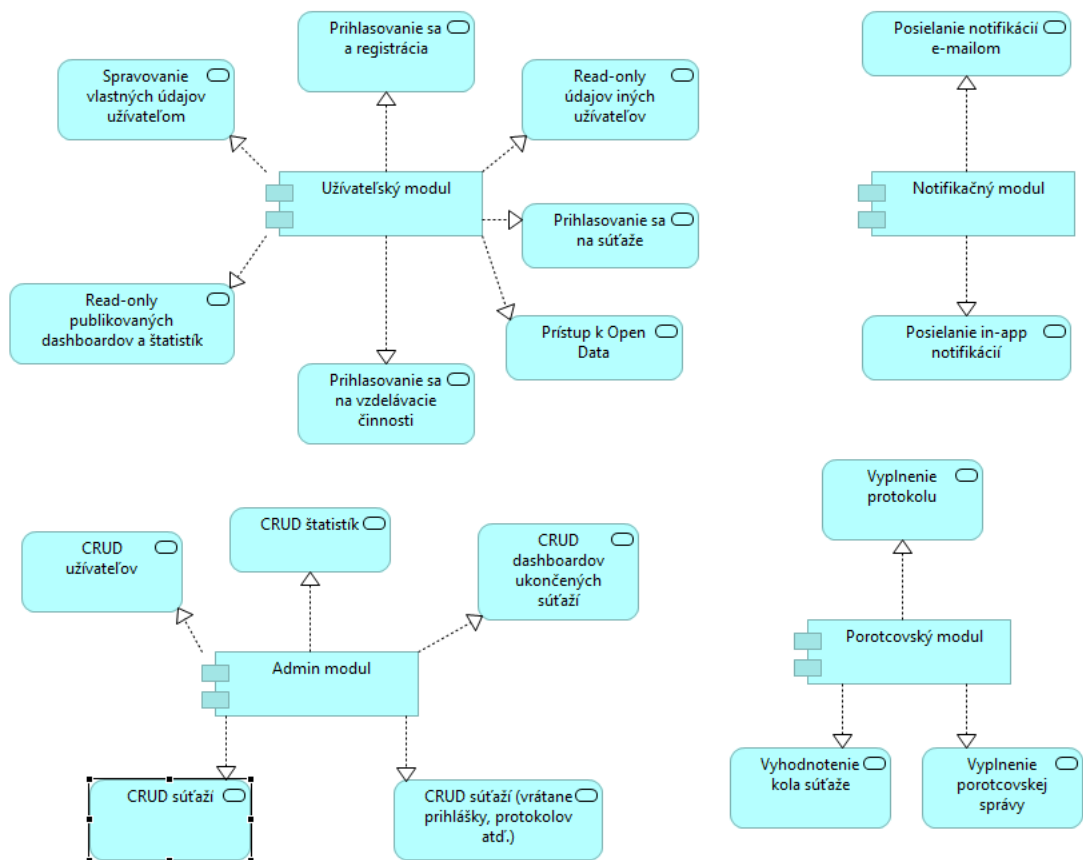 Prihlasovanie sa
a registrácia
Posielanie notifikácií
e-mailom
Spravovanie
vlastných údajov
užívateľom
Read-only
údajov iných
užívateľov
Užívateľský modul
Notifikačný modul
Prihlasovanie sa
na súťaže
Read-only
publikovaných
dashboardov a štatistík
Prístup k Open
Data
Posielanie in-app
notifikácií
Prihlasovanie sa
na vzdelávacie
činnosti
Vyplnenie
protokolu
CRUD štatistík
CRUD
užívateľov
CRUD
dashboardov
ukončených
súťaží
Porotcovský modul
Admin modul
Vyhodnotenie
kola súťaže
Vyplnenie
porotcovskej
správy
CRUD súťaží
CRUD súťaží (vrátane
prihlášky, protokolov
atď.)